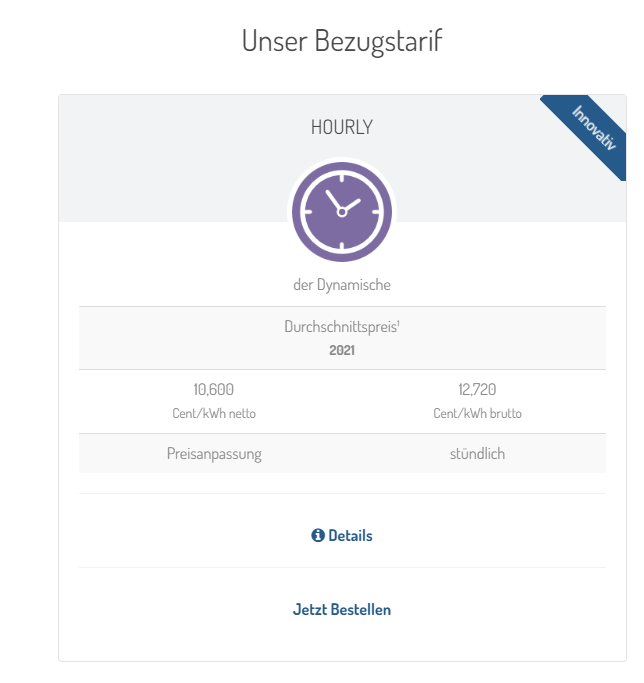 Unser Bezugstarif
Innovativ
HOURLY
der Dynamische
Durchschnittspreis¹
2021
10,600 12,720
Cent/kWh netto Cent/kWh brutto
Preisanpassung stündlich
Details
Jetzt Bestellen